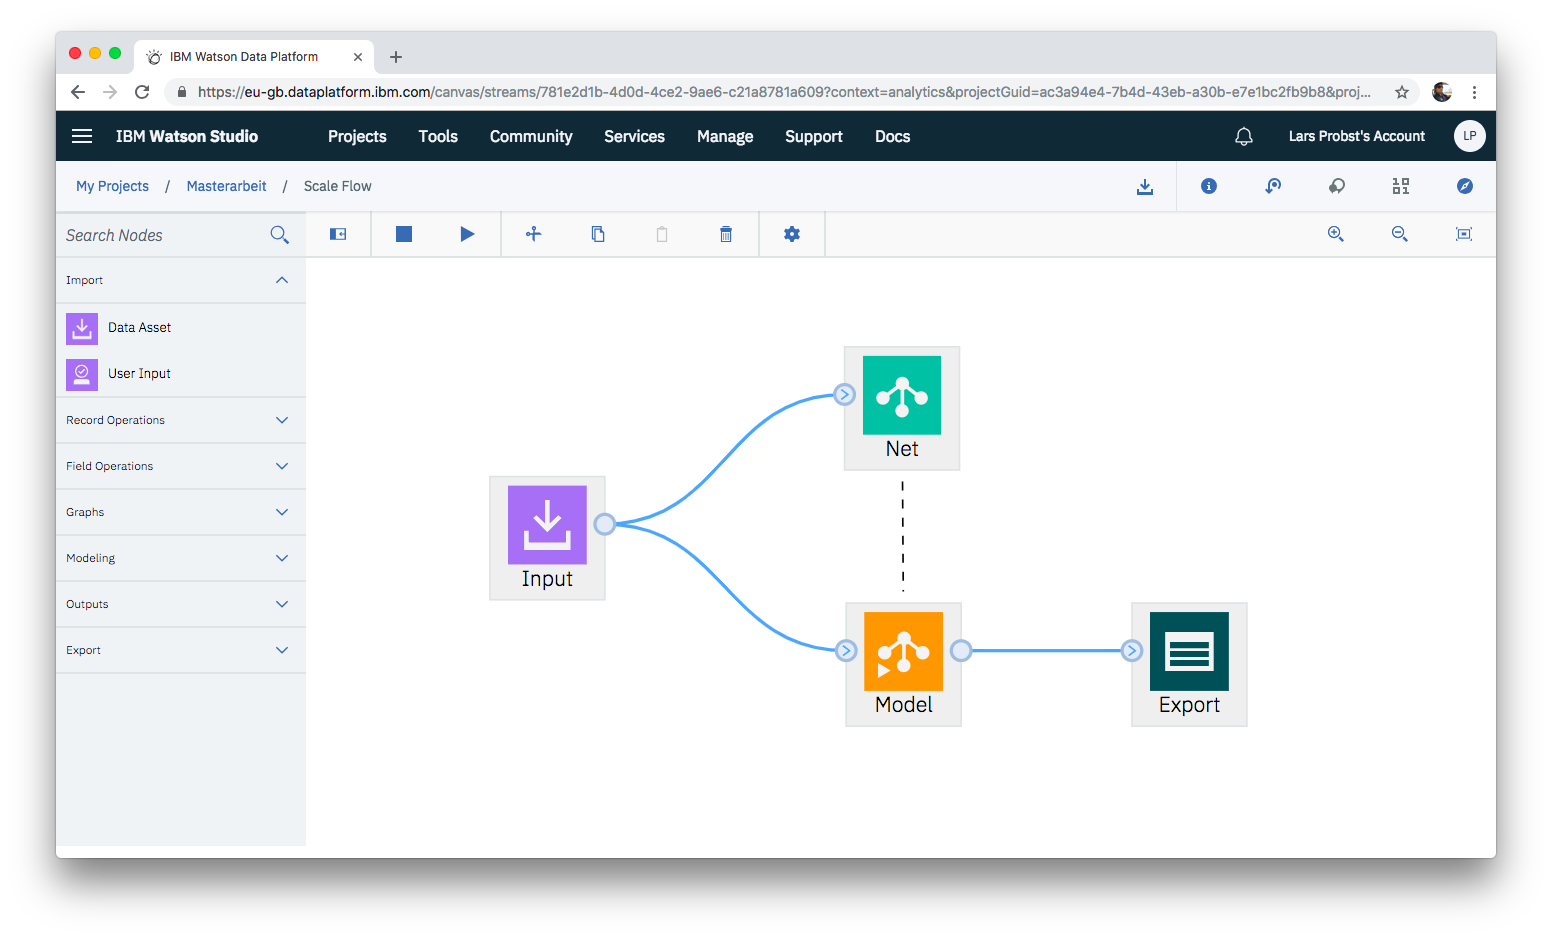 IBM Watson Data Platform
https://eu-gb.dataplatform.ibm.com/canvas/streams/781e2d1b-4d0d-4ce2-9ae6-c21a8781a609?context=analytics&projectGuid=ac3a94e4-7b4d-43eb-a30b-e7e1bc2fb9b8&proj...
IBM Watson Studio Projects Tools Community Services Manage Support Docs Lars Probst's Account LP
My Projects / Masterarbeit / Scale Flow
Search Nodes
Import
Data Asset
User Input
Record Operations
Field Operations
Graphs
Modeling
Outputs
Export
Net
Input
Model
Export